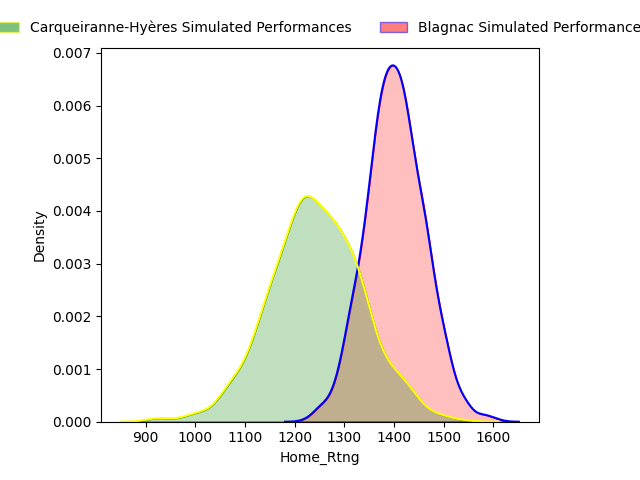 Carqueiranne-Hyères Simulated Performances Blagnac Simulated Performance
0.007
0.006
0.005
0.004
0.003
0.002
0.001
0.000
Density
900 1000 1100 1200 1300 1400 1500 1600
Home_Rtng